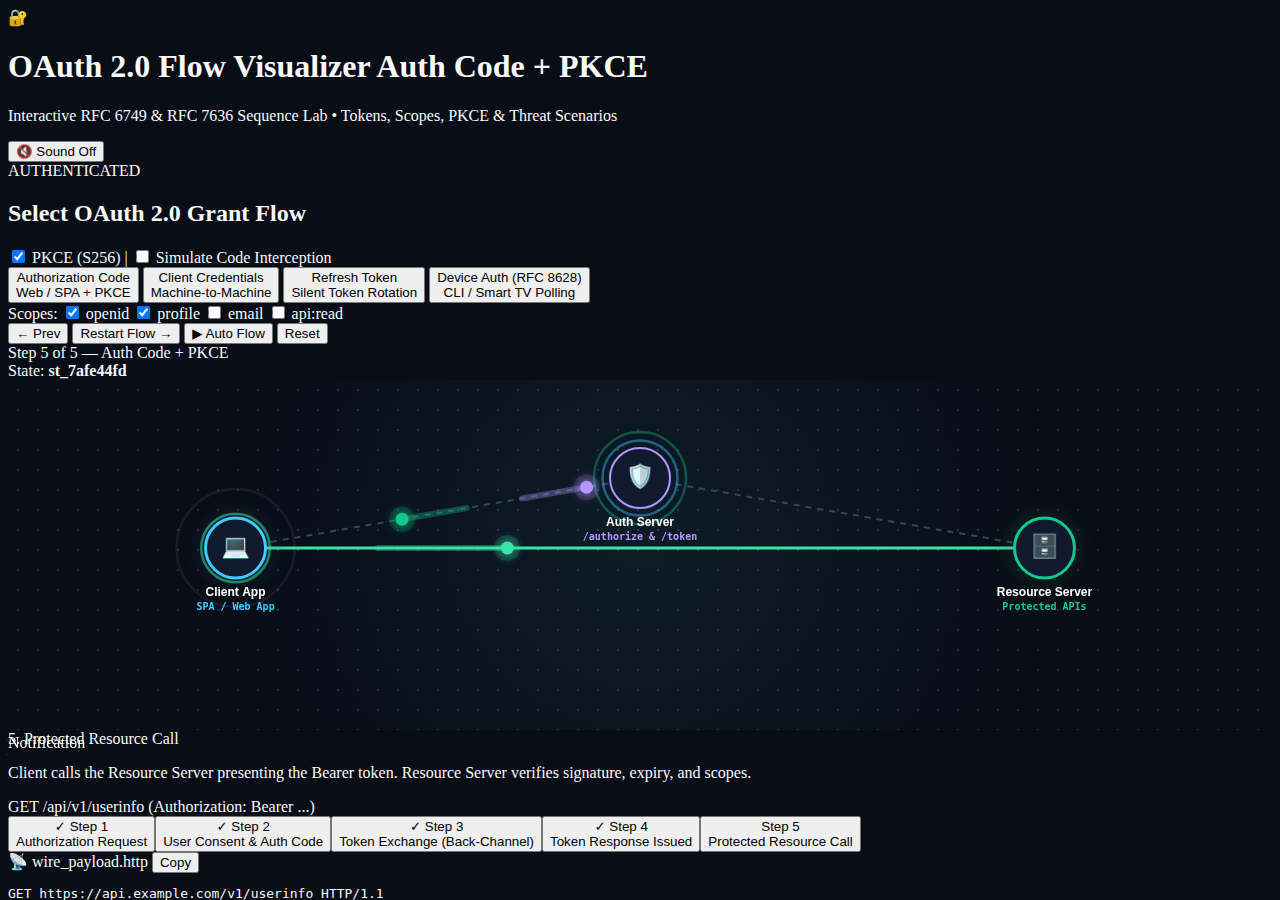 OAuth 2.0 Flow Visualizer Auth Code + PKCE
Interactive RFC 6749 & RFC 7636 Sequence Lab • Tokens, Scopes, PKCE & Threat Scenarios
🔇 Sound Off
AUTHENTICATED
Select OAuth 2.0 Grant Flow
PKCE (S256) | Simulate Code Interception
Authorization Code
Web / SPA + PKCE
Client Credentials
Machine-to-Machine
Refresh Token
Silent Token Rotation
Device Auth (RFC 8628)
CLI / Smart TV Polling
Scopes: openid profile email api:read
← Prev Restart Flow → ▶ Auto Flow Reset
Step 5 of 5 — Auth Code + PKCE
State: st_7afe44fd
Auth Server
/authorize & /token
Client App
SPA / Web App
Resource Server
Protected APIs
5. Protected Resource Call
Notification
Client calls the Resource Server presenting the Bearer token. Resource Server verifies signature, expiry, and scopes.
GET /api/v1/userinfo (Authorization: Bearer ...)
✓ Step 1
Authorization Request
✓ Step 2
User Consent & Auth Code
✓ Step 3
Token Exchange (Back-Channel)
✓ Step 4
Token Response Issued
Step 5
Protected Resource Call
📡 wire_payload.http Copy
GET https://api.example.com/v1/userinfo HTTP/1.1